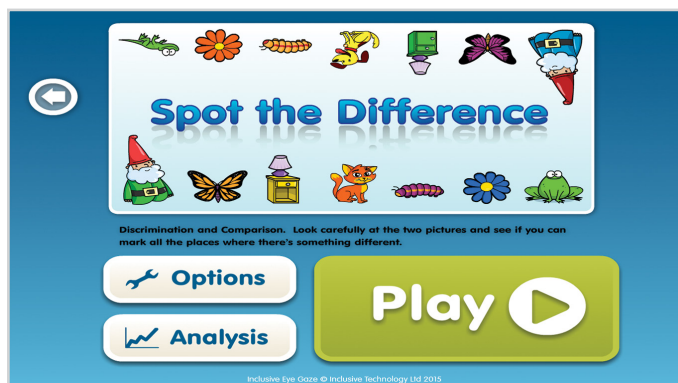 Spot the Difference
Discrimination and Comparison.  Look carefully at the two pictures and see if you can
mark all the places where there's something different.
Options
Play
Analysis
Inclusive Eye Gaze © Inclusive Technology Ltd 2015